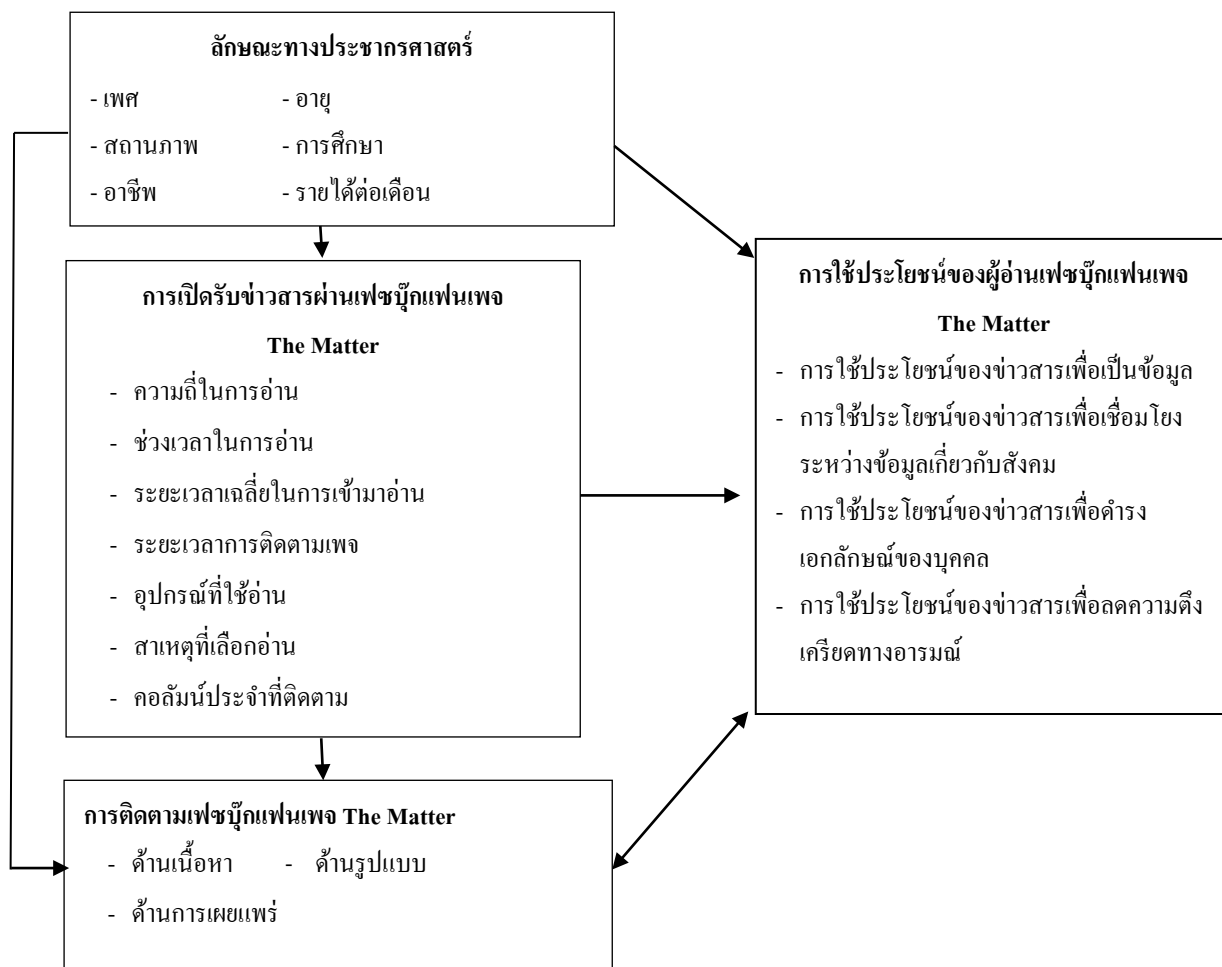 ลักษณะทางประชากรศาสตร์
- เพศ - อายุ
- สถานภาพ - การศึกษา
- อาชีพ - รายได้ต่อเดือน
การเปิดรับข่าวสารผ่านเฟซบุ๊กแฟนเพจ
The Matter
- ความถี่ในการอ่าน
- ช่วงเวลาในการอ่าน
- ระยะเวลาเฉลี่ยในการเข้ามาอ่าน
- ระยะเวลาการติดตามเพจ
- อุปกรณ์ที่ใช้อ่าน
- สาเหตุที่เลือกอ่าน
- คอลัมน์ประจำที่ติดตาม
การติดตามเฟซบุ๊กแฟนเพจ The Matter
- ด้านเนื้อหา - ด้านรูปแบบ
- ด้านการเผยแพร่
การใช้ประโยชน์ของผู้อ่านเฟซบุ๊กแฟนเพจ
The Matter
- การใช้ประโยชน์ของข่าวสารเพื่อเป็นข้อมูล
- การใช้ประโยชน์ของข่าวสารเพื่อเชื่อมโยง
ระหว่างข้อมูลเกี่ยวกับสังคม
- การใช้ประโยชน์ของข่าวสารเพื่อดำรง
เอกลักษณ์ของบุคคล
- การใช้ประโยชน์ของข่าวสารเพื่อลดความตึง
เครียดทางอารมณ์